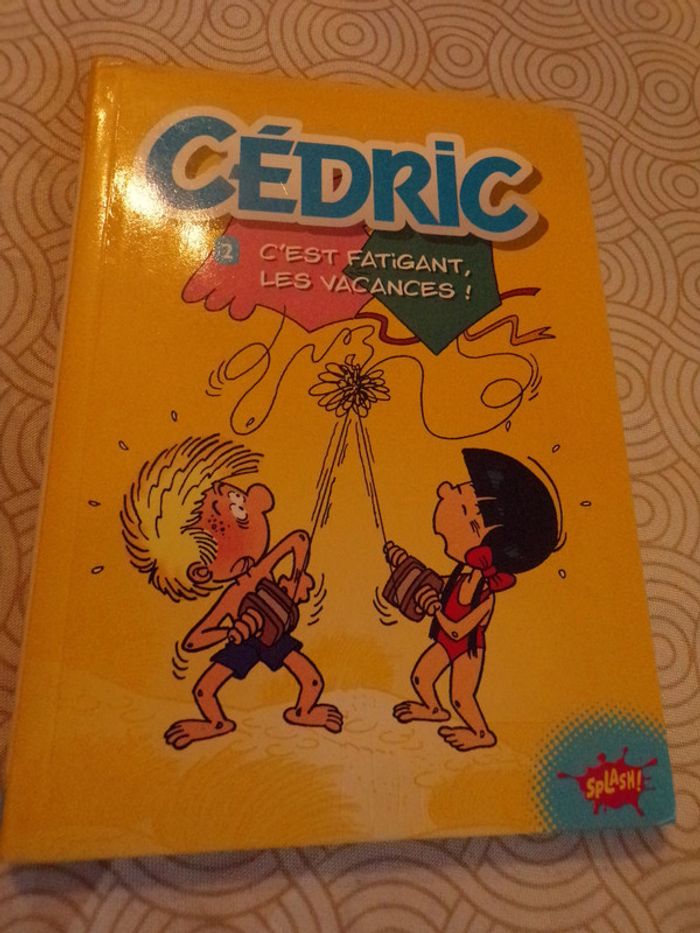 CÉDRIC
2
C'EST FATIGANT,
LES VACANCES !
SPLASH!